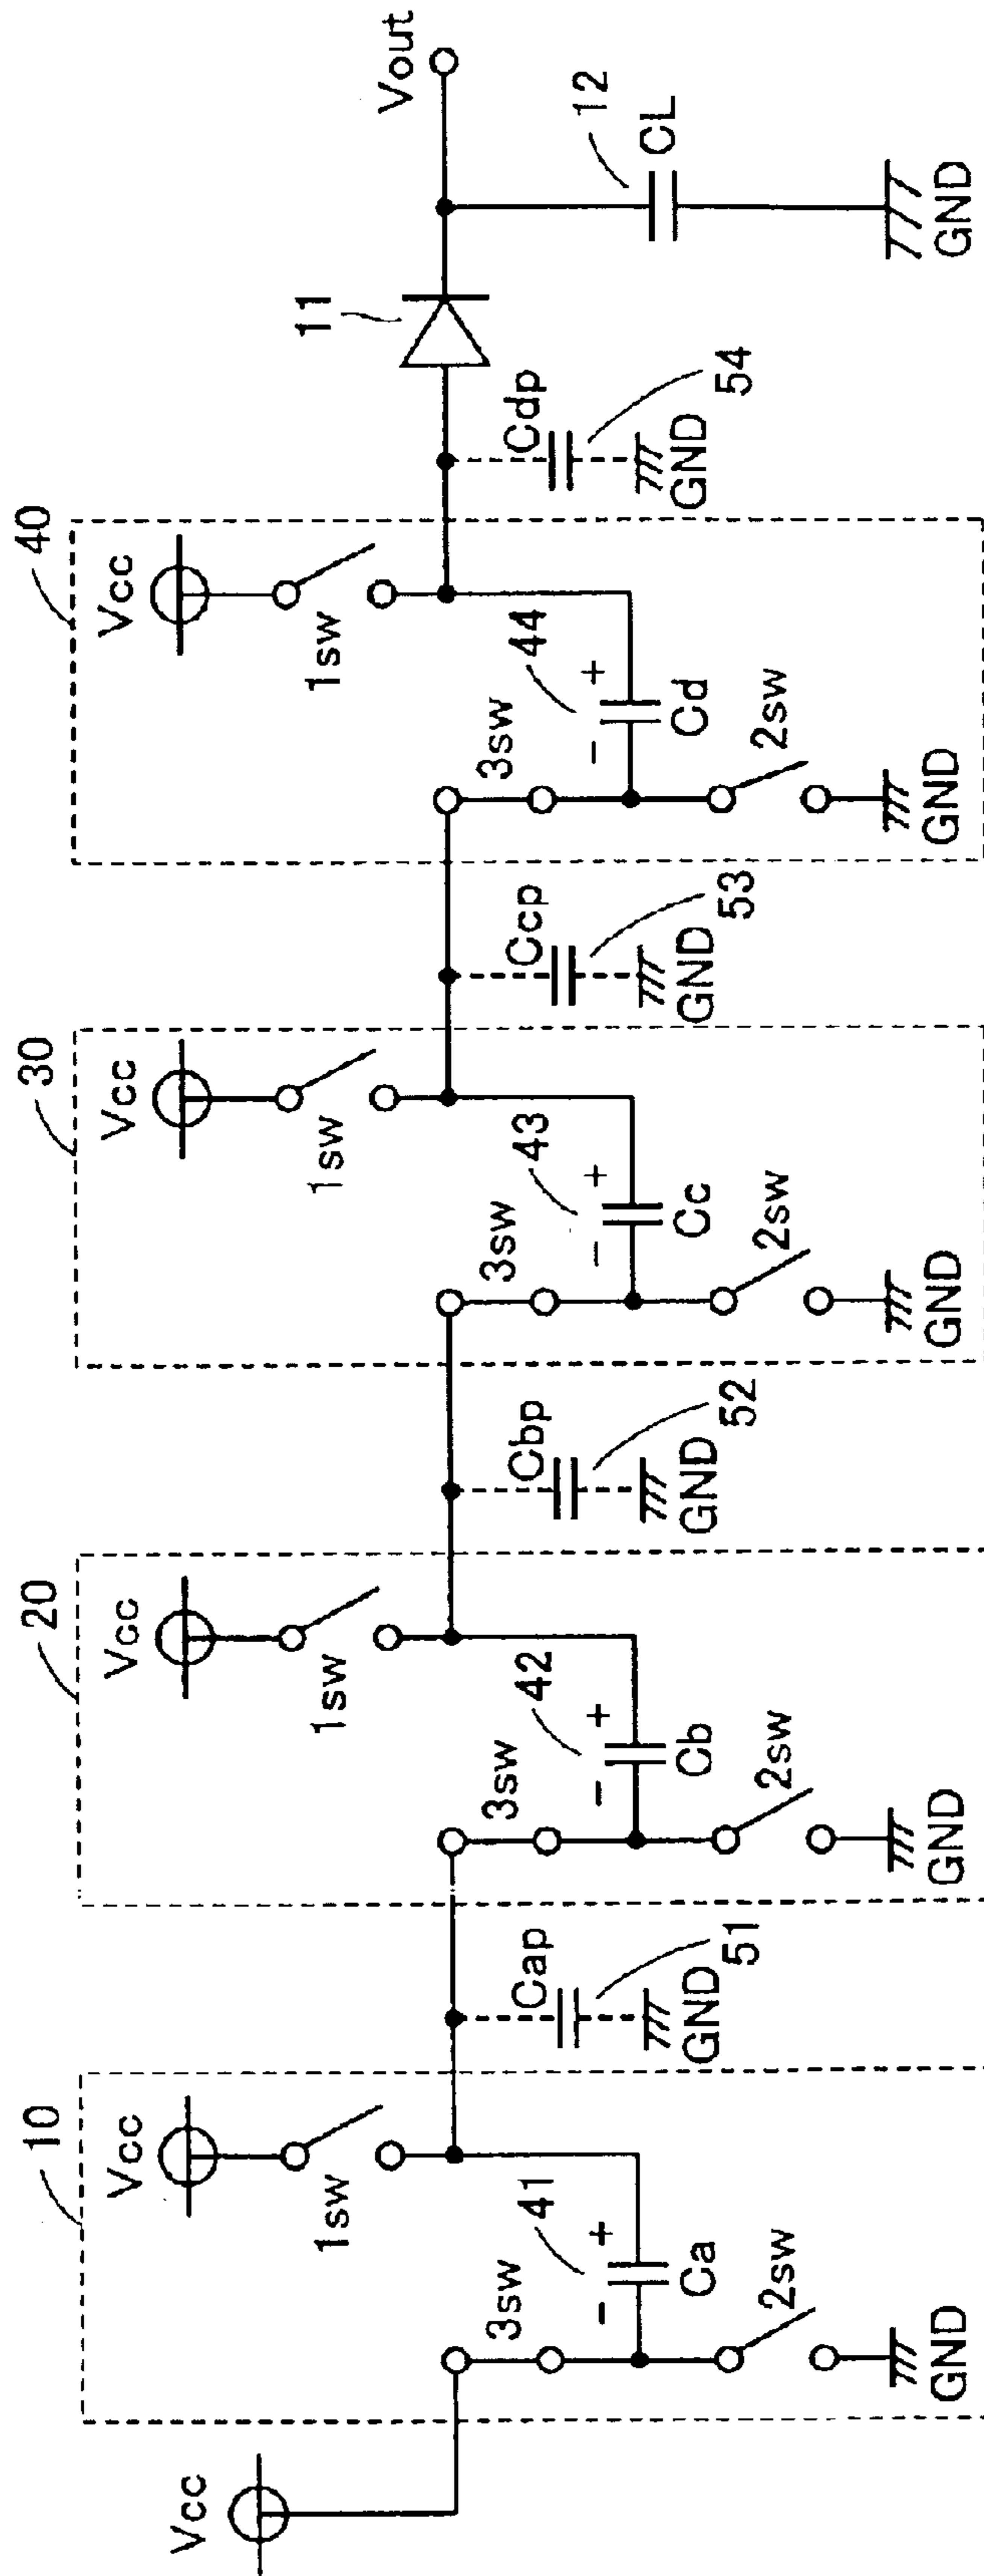 Vcc
10
Vcc
1sw
3sw
41
- +
Ca
2sw
GND
Cap
51
GND
20
Vcc
1sw
3sw
42
- +
Cb
2sw
GND
Cbp
52
GND
30
Vcc
1sw
3sw
43
- +
Cc
2sw
GND
Ccp
53
GND
40
Vcc
1sw
3sw
44
- +
Cd
2sw
GND
Cdp
54
GND
11
Vout
12
CL
GND